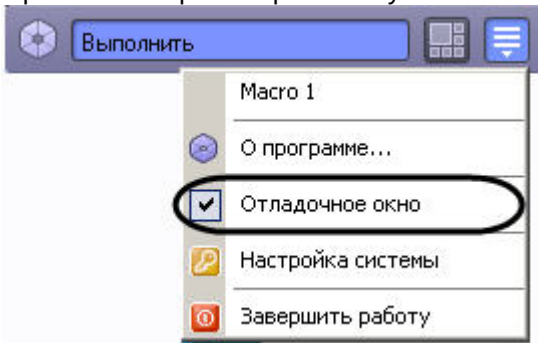 Выполнить
Macro 1
О программе...
Отладочное окно
Настройка системы
Завершить работу